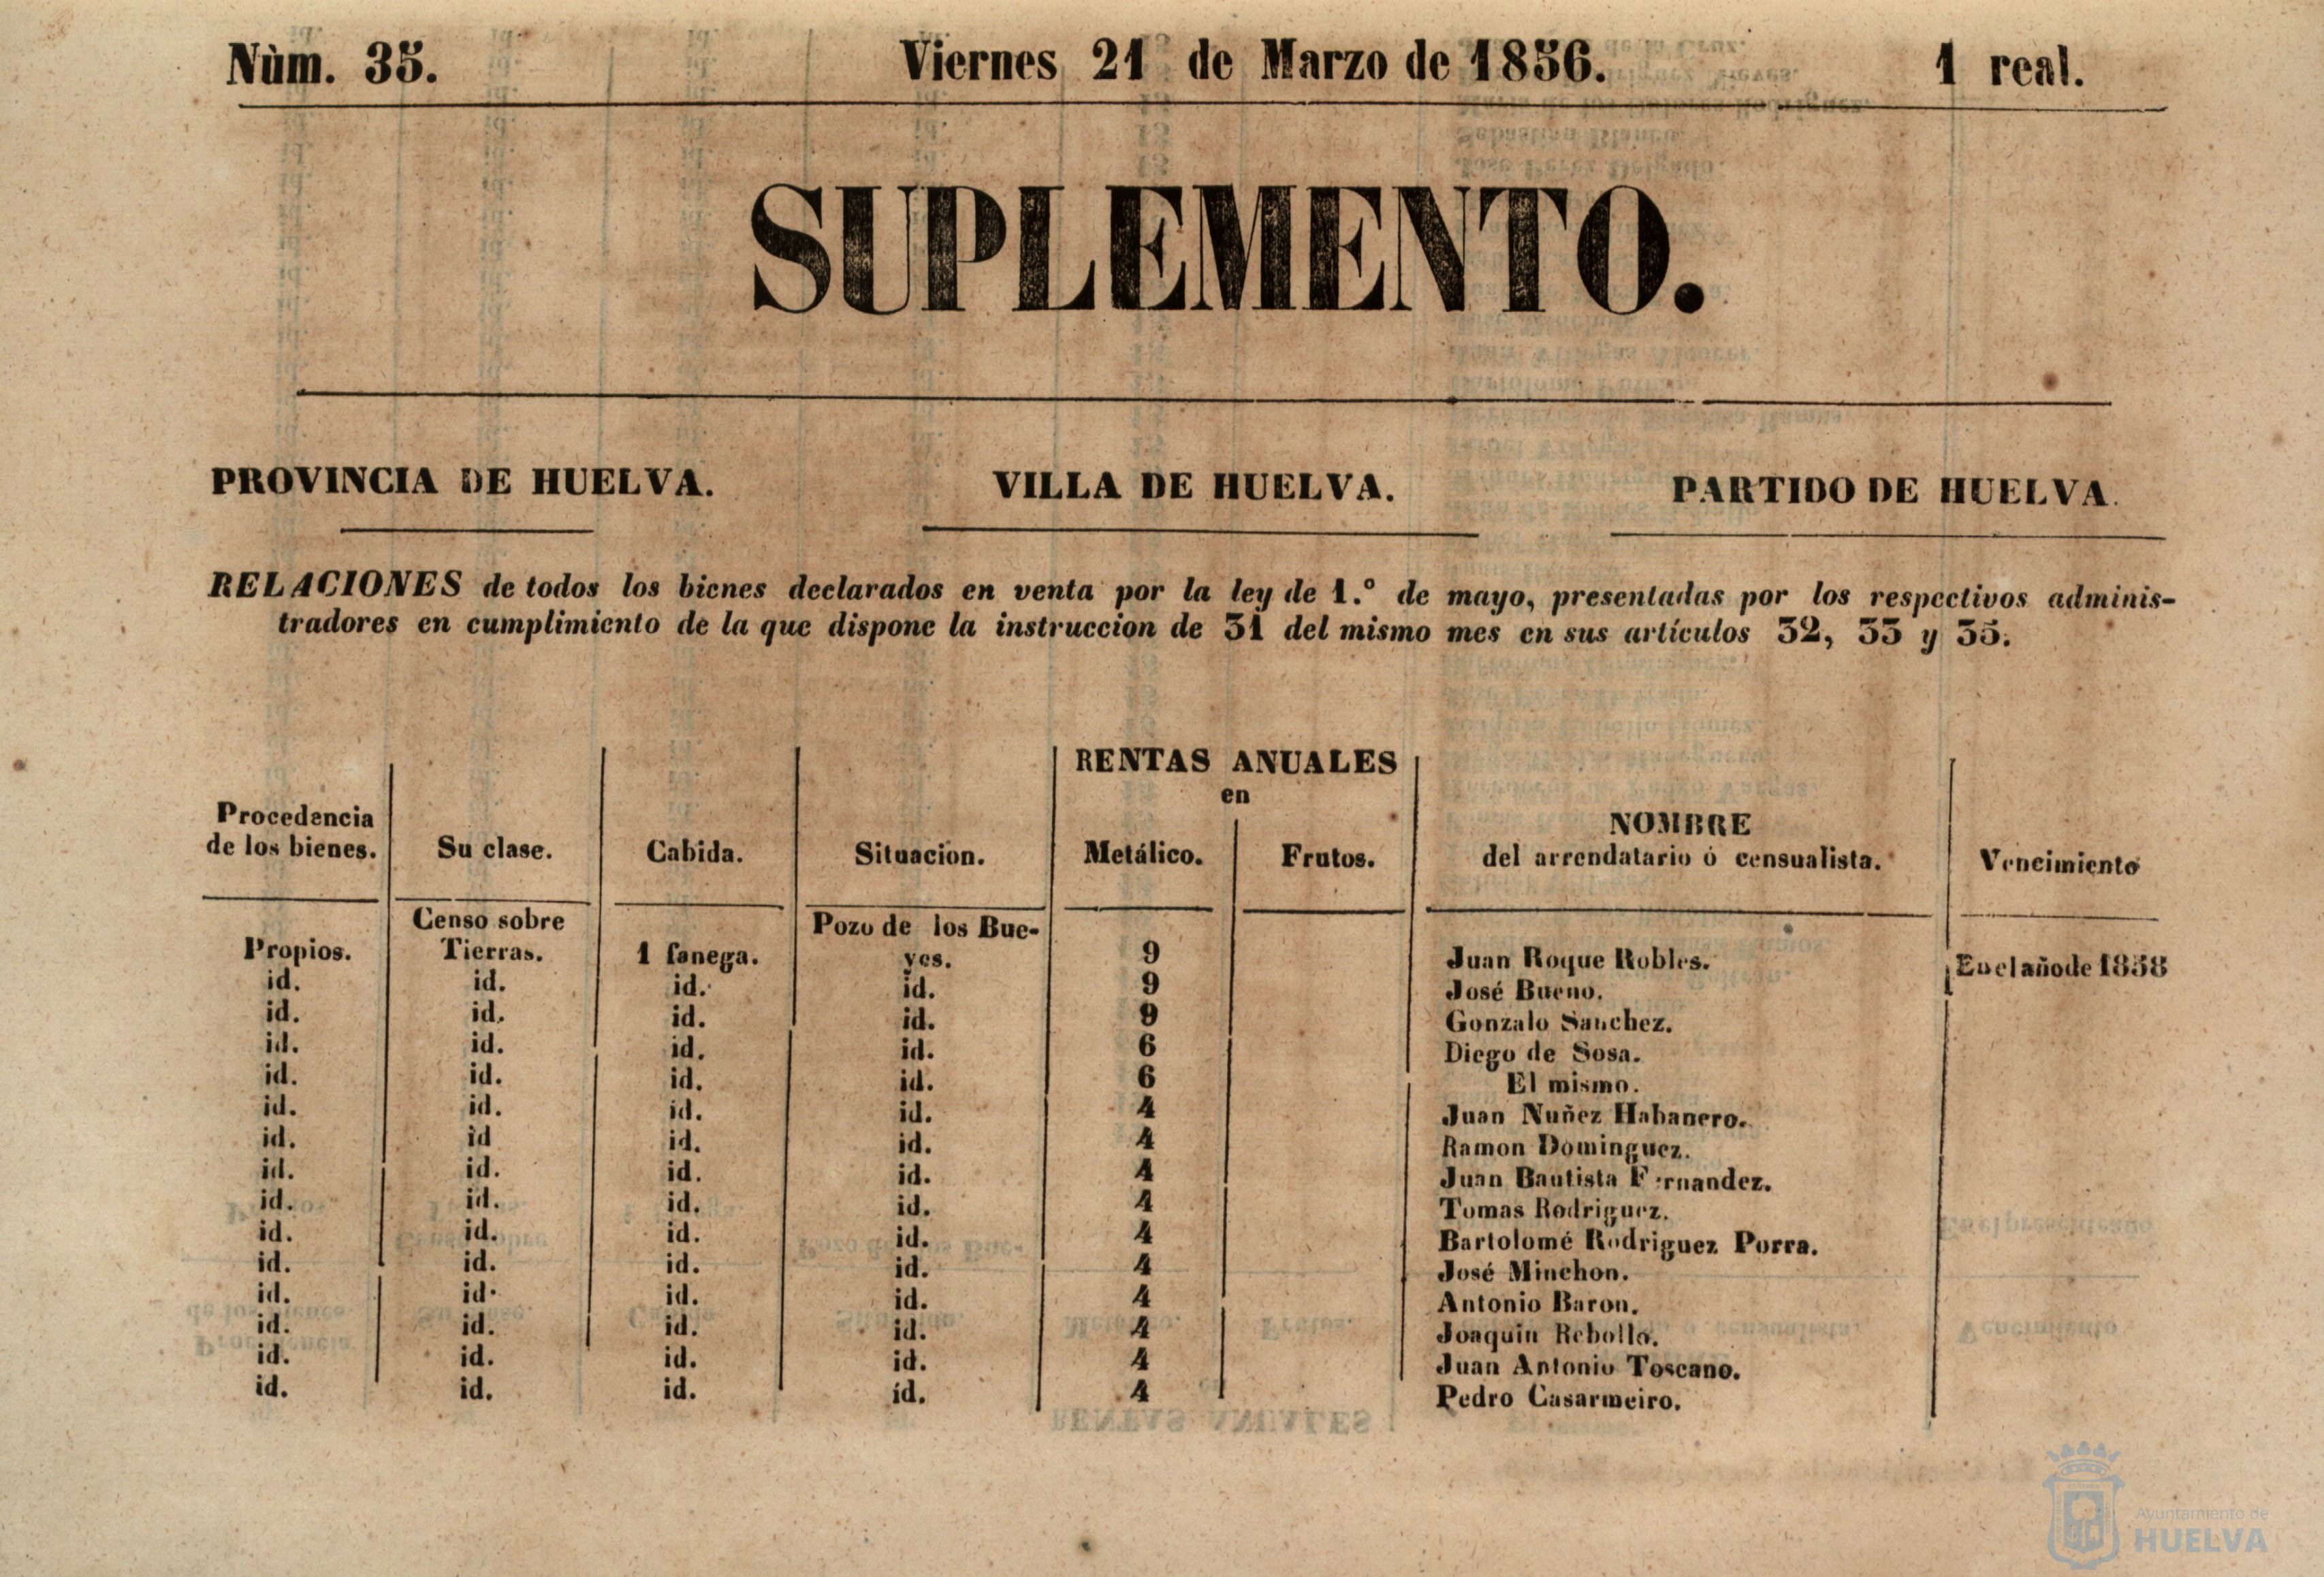 Nùm. 35. Viernes 21 de Marzo de 1856. 1 real.
SUPLEMENTO.
PROVINCIA DE HUELVA. VILLA DE HUELVA. PARTIDO DE HUELVA.
RELACIONES de todos los bienes declarados en venta por la ley de 1.º de mayo, presentadas por los respectivos adminis-
tradores en cumplimiento de la que dispone la instruccion de 31 del mismo mes en sus artículos 32, 33 y 35.
RENTAS ANUALES
en
Procedencia
de los bienes. Su clase. Cabida. Situacion. Metálico. Frutos. NOMBRE
del arrendatario ó censualista. Vencimiento
Censo sobre Pozo de los Bue-
Propios. Tierras. 1 fanega. yes. 9 Juan Roque Robles. En el año de 1858
id. id. id. id. 9 José Bueno.
id. id. id. id. 9 Gonzalo Sanchez.
id. id. id. id. 6 Diego de Sosa.
id. id. id. id. 6 El mismo.
id. id. id. id. 4 Juan Nuñez Habanero.
id. id id. id. 4 Ramon Dominguez.
id. id. id. id. 4 Juan Bautista Fernandez.
id. id. id. id. 4 Tomas Rodriguez.
id. id. id. id. 4 Bartolomé Rodriguez Porra.
id. id. id. id. 4 José Minchon.
id. id. id. id. 4 Antonio Baron.
id. id. id. id. 4 Joaquin Rebollo.
id. id. id. id. 4 Juan Antonio Toscano.
id. id. id. id. 4 Pedro Casarmeiro.
Ayuntamiento de
HUELVA